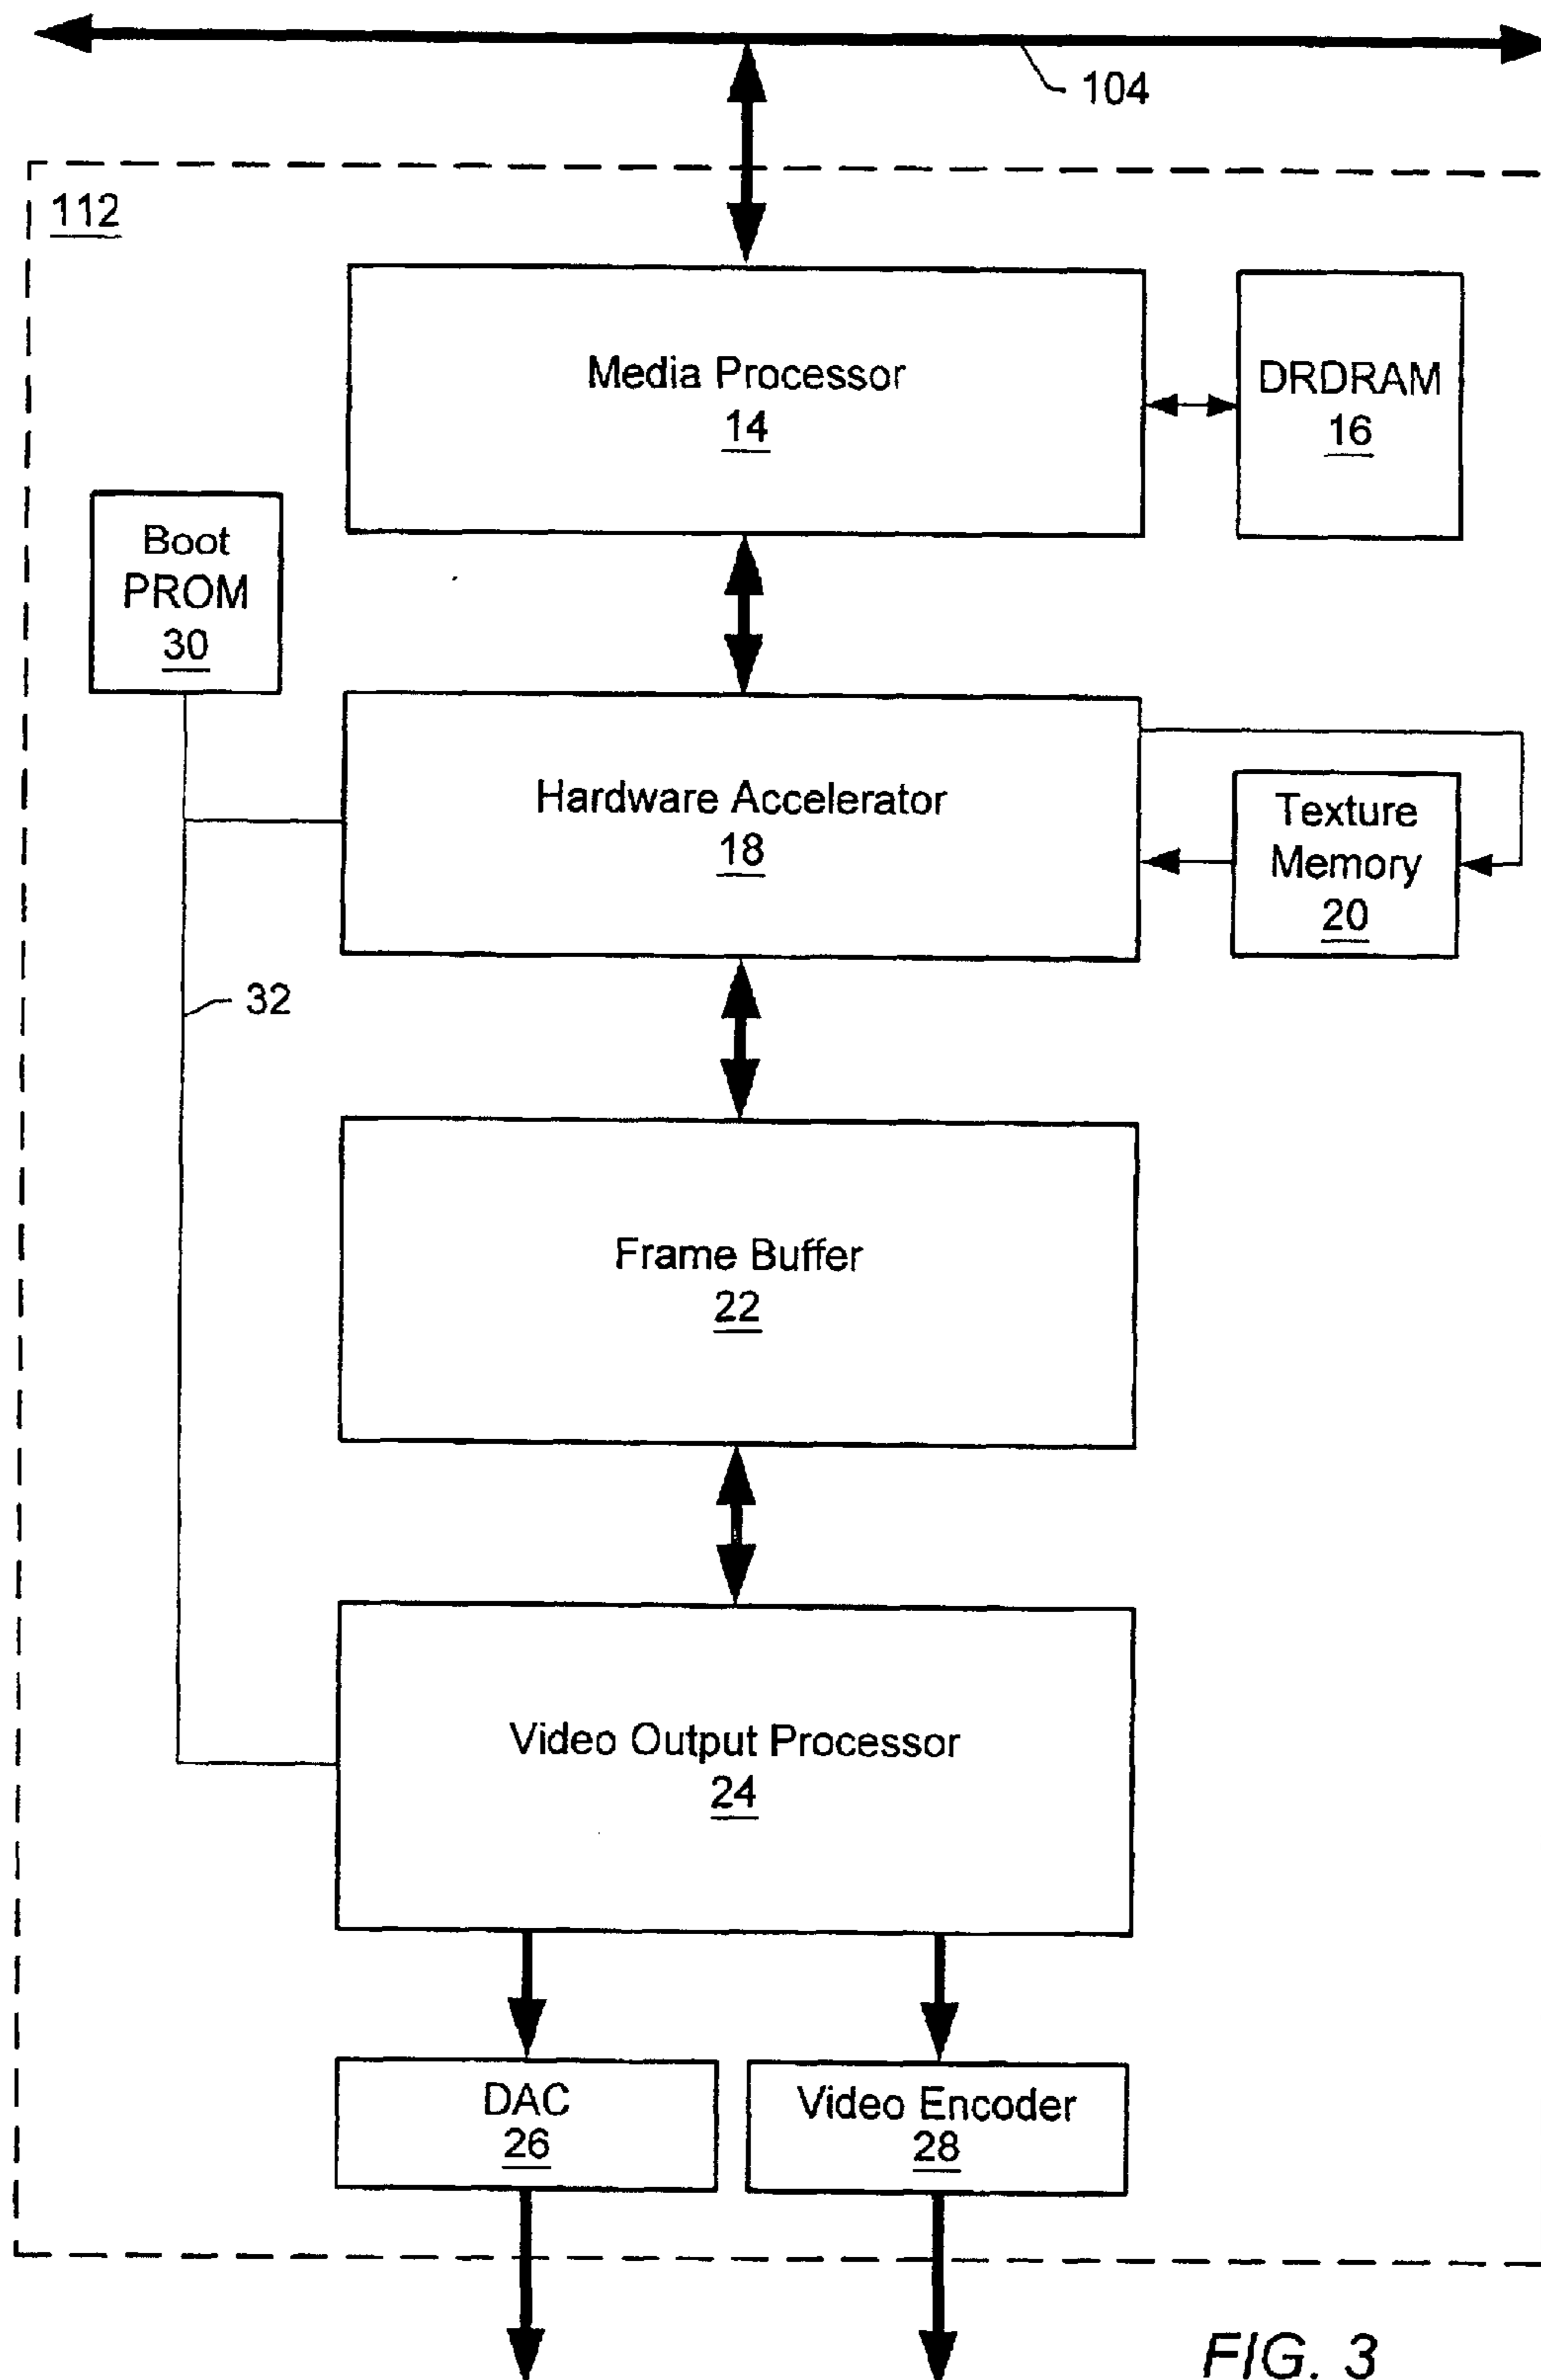 104
112
Media Processor
14
DRDRAM
16
Boot
PROM
30
Hardware Accelerator
18
Texture
Memory
20
32
Frame Buffer
22
Video Output Processor
24
DAC
26
Video Encoder
28
FIG. 3